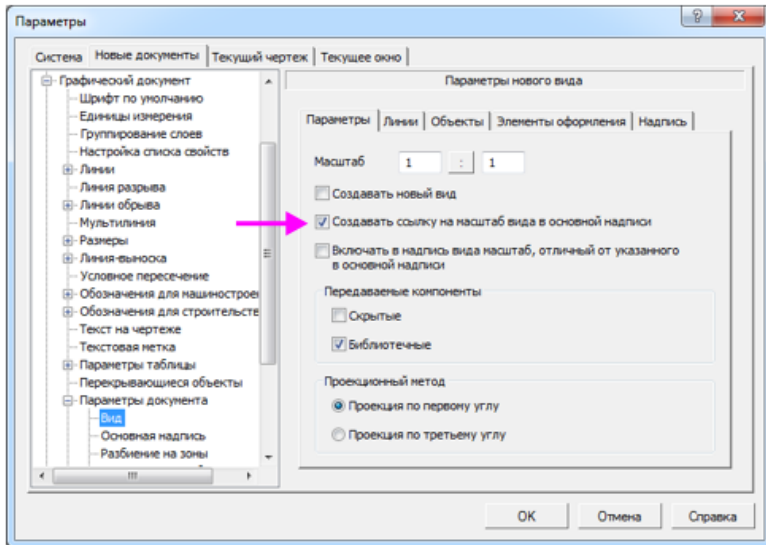 Параметры
Система Новые документы Текущий чертеж Текущее окно
Графический документ
Шрифт по умолчанию
Единицы измерения
Группирование слоев
Настройка списка свойств
Линии
Линия разрыва
Линии обрыва
Мультилиния
Размеры
Линия-выноска
Условное пересечение
Обозначения для машиностроен
Обозначения для строительстве
Текст на чертеже
Текстовая метка
Параметры таблицы
Перекрывающиеся объекты
Параметры документа
Вид
Основная надпись
Разбиение на зоны
Параметры нового вида
Параметры Линии Объекты Элементы оформления Надпись
Масштаб 1 : 1
Создавать новый вид
Создавать ссылку на масштаб вида в основной надписи
Включать в надпись вида масштаб, отличный от указанного
в основной надписи
Передаваемые компоненты
Скрытые
Библиотечные
Проекционный метод
Проекция по первому углу
Проекция по третьему углу
OK Отмена Справка